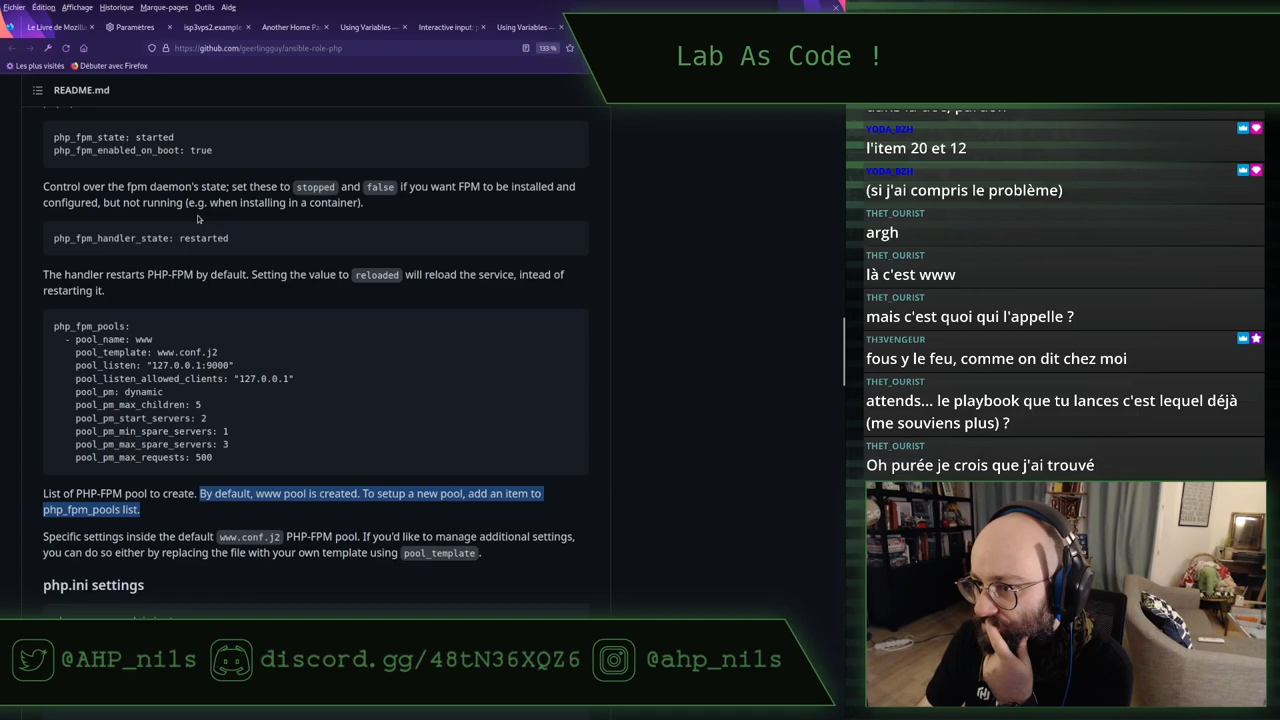 Fichier Édition Affichage Historique Marque-pages Outils Aide
Le Livre de Mozilla
Paramètres
isp3vps2.example.
Another Home Pa
Using Variables —
Interactive input: p
Using Variables —
https://github.com/geerlingguy/ansible-role-php
133 %
Les plus visités
Débuter avec Firefox
README.md
php_fpm_state: started
php_fpm_enabled_on_boot: true
Control over the fpm daemon's state; set these to stopped and false if you want FPM to be installed and
configured, but not running (e.g. when installing in a container).
php_fpm_handler_state: restarted
The handler restarts PHP-FPM by default. Setting the value to reloaded will reload the service, intead of
restarting it.
php_fpm_pools:
- pool_name: www
pool_template: www.conf.j2
pool_listen: "127.0.0.1:9000"
pool_listen_allowed_clients: "127.0.0.1"
pool_pm: dynamic
pool_pm_max_children: 5
pool_pm_start_servers: 2
pool_pm_min_spare_servers: 1
pool_pm_max_spare_servers: 3
pool_pm_max_requests: 500
List of PHP-FPM pool to create. By default, www pool is created. To setup a new pool, add an item to
php_fpm_pools list.
Specific settings inside the default www.conf.j2 PHP-FPM pool. If you'd like to manage additional settings,
you can do so either by replacing the file with your own template using pool_template.
php.ini settings
Lab As Code !
YODA_BZH
l'item 20 et 12
YODA_BZH
(si j'ai compris le problème)
THET_OURIST
argh
THET_OURIST
là c'est www
THET_OURIST
mais c'est quoi qui l'appelle ?
TH3VENGEUR
fous y le feu, comme on dit chez moi
THET_OURIST
attends... le playbook que tu lances c'est lequel déjà
(me souviens plus) ?
THET_OURIST
Oh purée je crois que j'ai trouvé
@AHP_nils
discord.gg/48tN36XQZ6
@ahp_nils